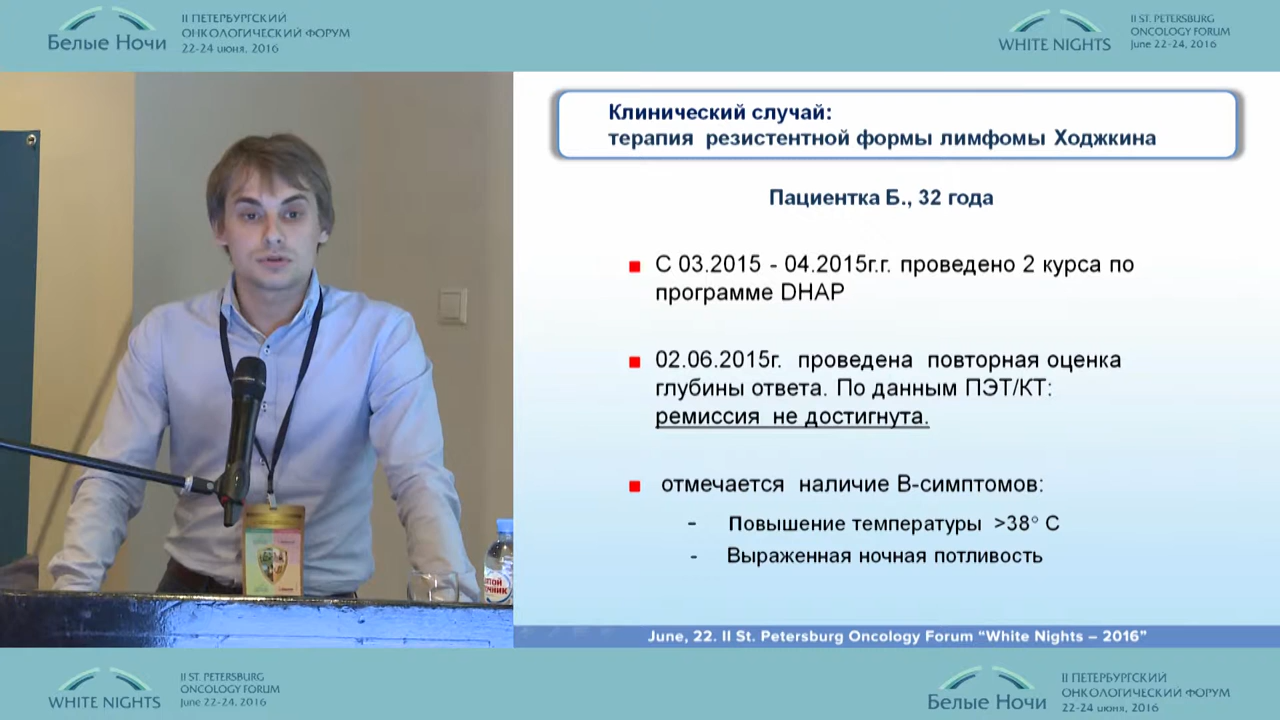 Белые Ночи
II ПЕТЕРБУРГСКИЙ
ОНКОЛОГИЧЕСКИЙ ФОРУМ
22-24 июня, 2016
WHITE NIGHTS
II ST. PETERSBURG
ONCOLOGY FORUM
June 22-24, 2016
Клинический случай:
терапия резистентной формы лимфомы Ходжкина
Пациентка Б., 32 года
С 03.2015 - 04.2015г.г. проведено 2 курса по
программе DHAP
02.06.2015г. проведена повторная оценка
глубины ответа. По данным ПЭТ/КТ:
ремиссия не достигнута.
отмечается наличие В-симптомов:
- Повышение температуры >38° С
- Выраженная ночная потливость
June, 22. II St. Petersburg Oncology Forum “White Nights – 2016”
WHITE NIGHTS
II ST. PETERSBURG
ONCOLOGY FORUM
June 22-24, 2016
Белые Ночи
II ПЕТЕРБУРГСКИЙ
ОНКОЛОГИЧЕСКИЙ ФОРУМ
22-24 июня, 2016